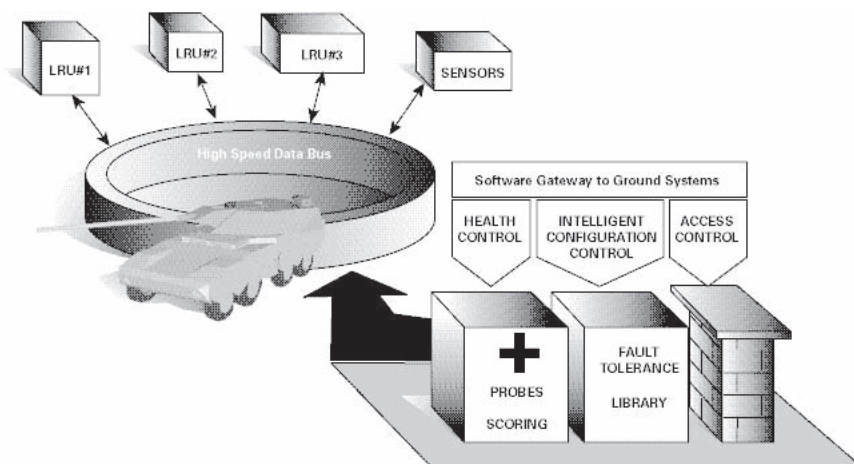 LRU#1
LRU#2
LRU#3
SENSORS
High Speed Data Bus
Software Gateway to Ground Systems
HEALTH
CONTROL
INTELLIGENT
CONFIGURATION
CONTROL
ACCESS
CONTROL
PROBES
SCORING
FAULT
TOLERANCE
LIBRARY